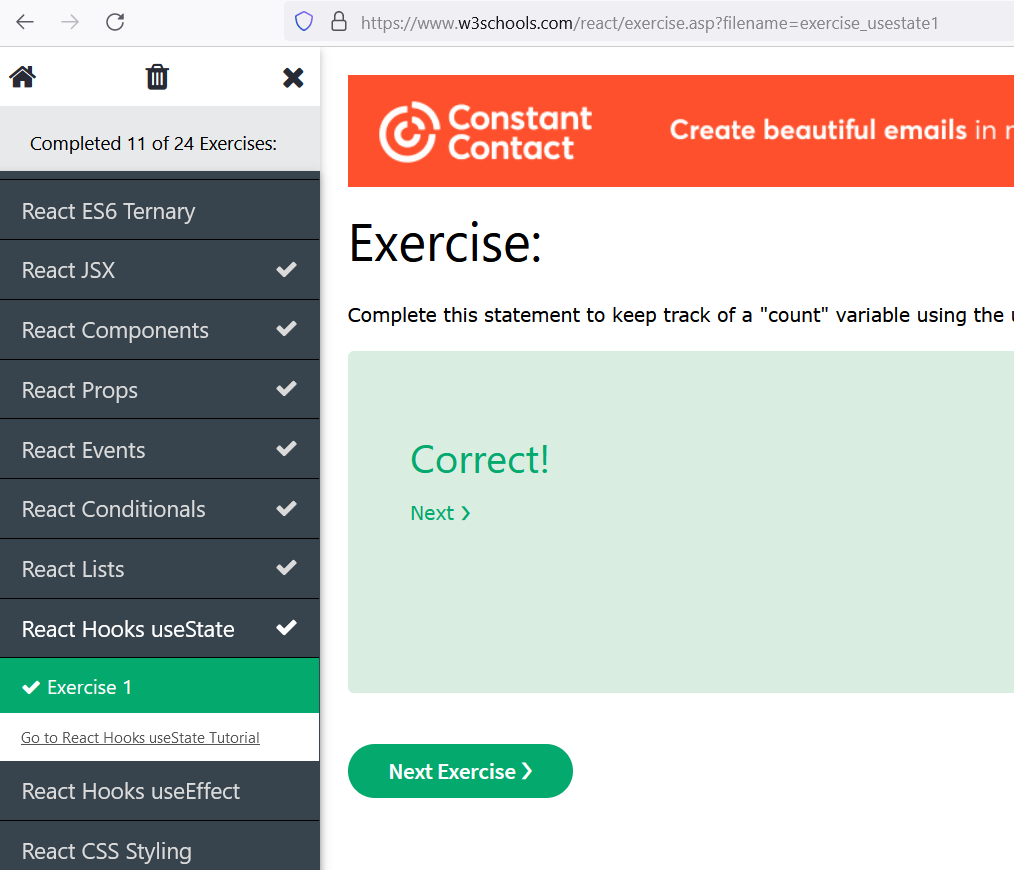 https://www.w3schools.com/react/exercise.asp?filename=exercise_usestate1
Completed 11 of 24 Exercises:
React ES6 Ternary
React JSX
React Components
React Props
React Events
React Conditionals
React Lists
React Hooks useState
Exercise 1
Go to React Hooks useState Tutorial
React Hooks useEffect
React CSS Styling
Constant
Contact
Create beautiful emails in
Exercise:
Complete this statement to keep track of a "count" variable using the
Correct!
Next ❯
Next Exercise ❯